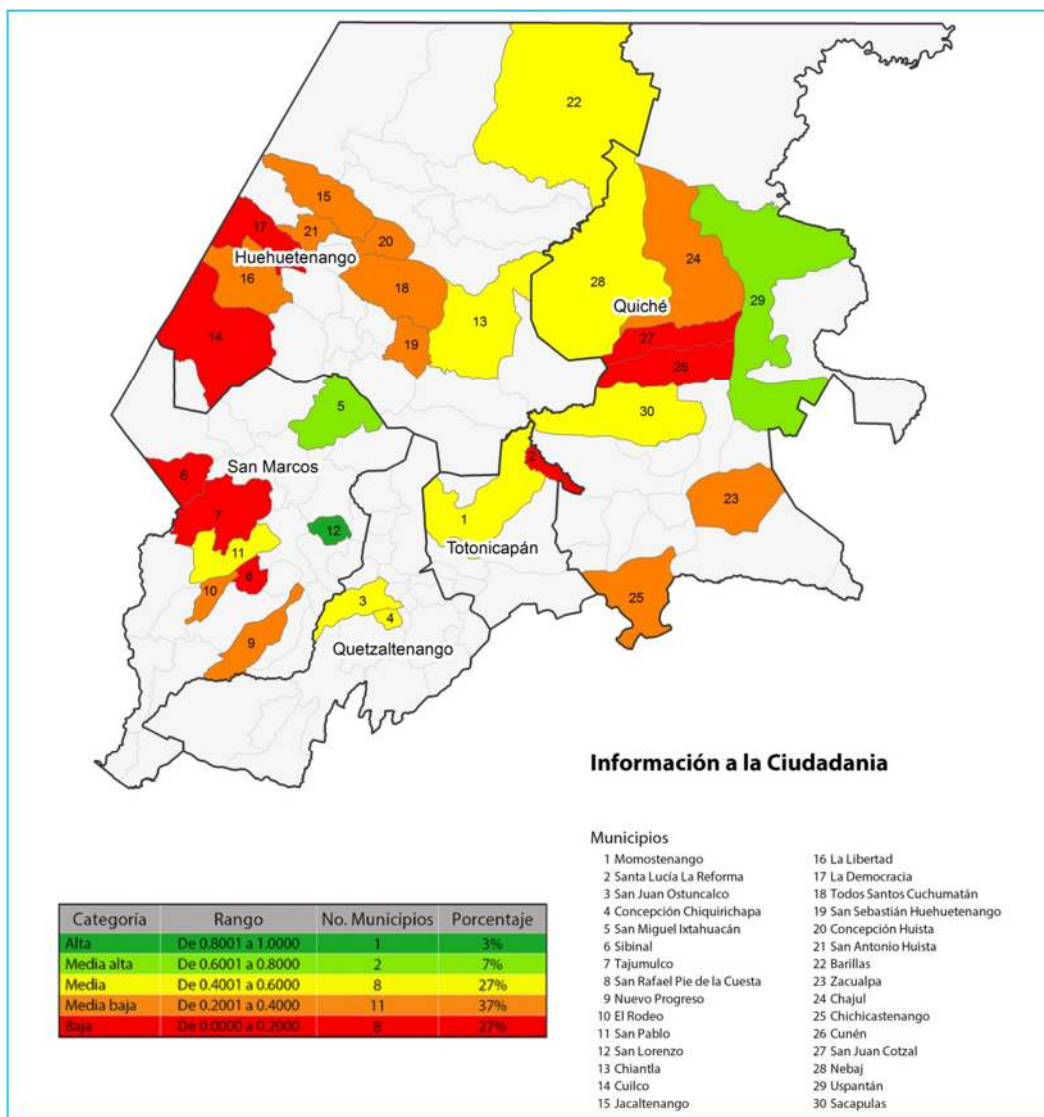 22
15
17
21
20
Huehuetenango
16
18
24
28
29
13
Quiché
14
19
27
26
5
30
San Marcos
2
6
23
7
1
12
11
Totonicapán
8
10
3
25
4
9
Quetzaltenango
Información a la Ciudadania
Municipios
1 Momostenango
2 Santa Lucía La Reforma
3 San Juan Ostuncalco
4 Concepción Chiquirichapa
5 San Miguel Ixtahuacán
6 Sibinal
7 Tajumulco
8 San Rafael Pie de la Cuesta
9 Nuevo Progreso
10 El Rodeo
11 San Pablo
12 San Lorenzo
13 Chiantla
14 Cuilco
15 Jacaltenango
16 La Libertad
17 La Democracia
18 Todos Santos Cuchumatán
19 San Sebastián Huehuetenango
20 Concepción Huista
21 San Antonio Huista
22 Barillas
23 Zacualpa
24 Chajul
25 Chichicastenango
26 Cunén
27 San Juan Cotzal
28 Nebaj
29 Uspantán
30 Sacapulas
Categoría Rango No. Municipios Porcentaje
Alta De 0.8001 a 1.0000 1 3%
Media alta De 0.6001 a 0.8000 2 7%
Media De 0.4001 a 0.6000 8 27%
Media baja De 0.2001 a 0.4000 11 37%
Baja De 0.0000 a 0.2000 8 27%